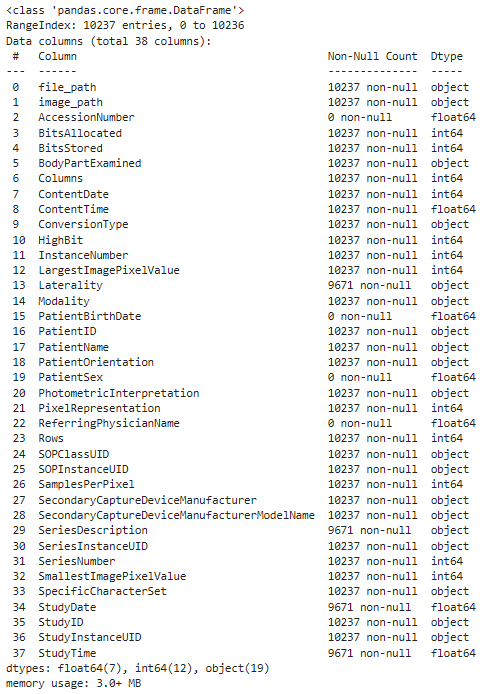 <class 'pandas.core.frame.DataFrame'>
RangeIndex: 10237 entries, 0 to 10236
Data columns (total 38 columns):
 #   Column                                  Non-Null Count  Dtype
---  ------                                  --------------  -----
 0   file_path                               10237 non-null  object
 1   image_path                              10237 non-null  object
 2   AccessionNumber                         0 non-null      float64
 3   BitsAllocated                           10237 non-null  int64
 4   BitsStored                              10237 non-null  int64
 5   BodyPartExamined                        10237 non-null  object
 6   Columns                                 10237 non-null  int64
 7   ContentDate                             10237 non-null  int64
 8   ContentTime                             10237 non-null  float64
 9   ConversionType                          10237 non-null  object
 10  HighBit                                 10237 non-null  int64
 11  InstanceNumber                          10237 non-null  int64
 12  LargestImagePixelValue                  10237 non-null  int64
 13  Laterality                              9671 non-null   object
 14  Modality                                10237 non-null  object
 15  PatientBirthDate                        0 non-null      float64
 16  PatientID                               10237 non-null  object
 17  PatientName                             10237 non-null  object
 18  PatientOrientation                      10237 non-null  object
 19  PatientSex                              0 non-null      float64
 20  PhotometricInterpretation               10237 non-null  object
 21  PixelRepresentation                     10237 non-null  int64
 22  ReferringPhysicianName                  0 non-null      float64
 23  Rows                                    10237 non-null  int64
 24  SOPClassUID                             10237 non-null  object
 25  SOPInstanceUID                          10237 non-null  object
 26  SamplesPerPixel                         10237 non-null  int64
 27  SecondaryCaptureDeviceManufacturer      10237 non-null  object
 28  SecondaryCaptureDeviceManufacturerModelName  10237 non-null  object
 29  SeriesDescription                       9671 non-null   object
 30  SeriesInstanceUID                       10237 non-null  object
 31  SeriesNumber                            10237 non-null  int64
 32  SmallestImagePixelValue                 10237 non-null  int64
 33  SpecificCharacterSet                    10237 non-null  object
 34  StudyDate                               9671 non-null   float64
 35  StudyID                                 10237 non-null  object
 36  StudyInstanceUID                        10237 non-null  object
 37  StudyTime                               9671 non-null   float64
dtypes: float64(7), int64(12), object(19)
memory usage: 3.0+ MB